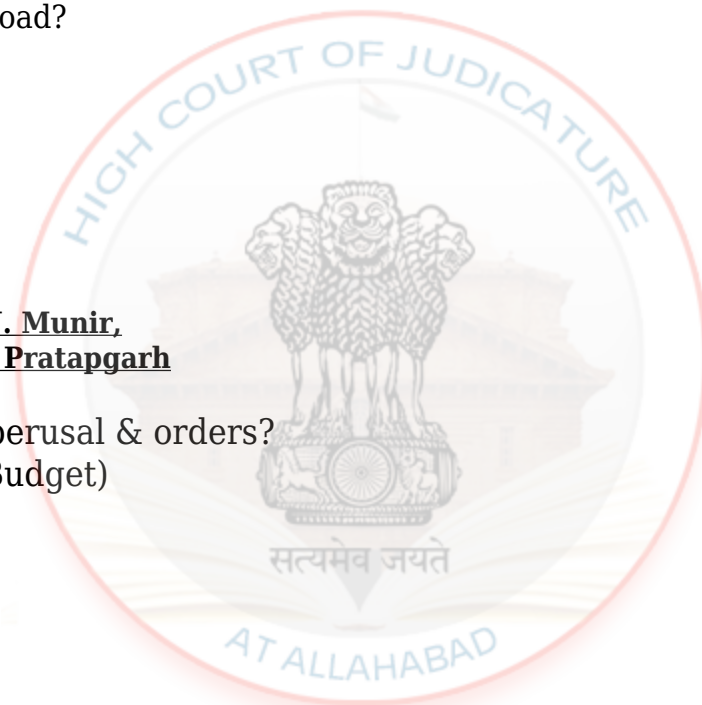 oad?
HIGH COURT OF JUDICATURE
. Munir,
Pratapgarh
perusal & orders?
Budget)
सत्यमेव जयते
AT ALLAHABAD